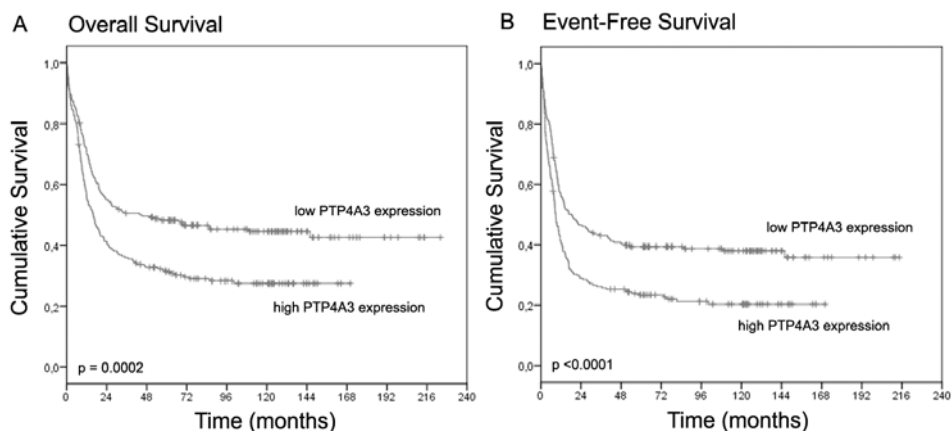 A Overall Survival
Cumulative Survival
1,0
0,8
0,6
0,4
0,2
0,0
low PTP4A3 expression
high PTP4A3 expression
p = 0.0002
0 24 48 72 96 120 144 168 192 216 240
Time (months)
B Event-Free Survival
Cumulative Survival
1,0
0,8
0,6
0,4
0,2
0,0
low PTP4A3 expression
high PTP4A3 expression
p <0.0001
0 24 48 72 96 120 144 168 192 216 240
Time (months)